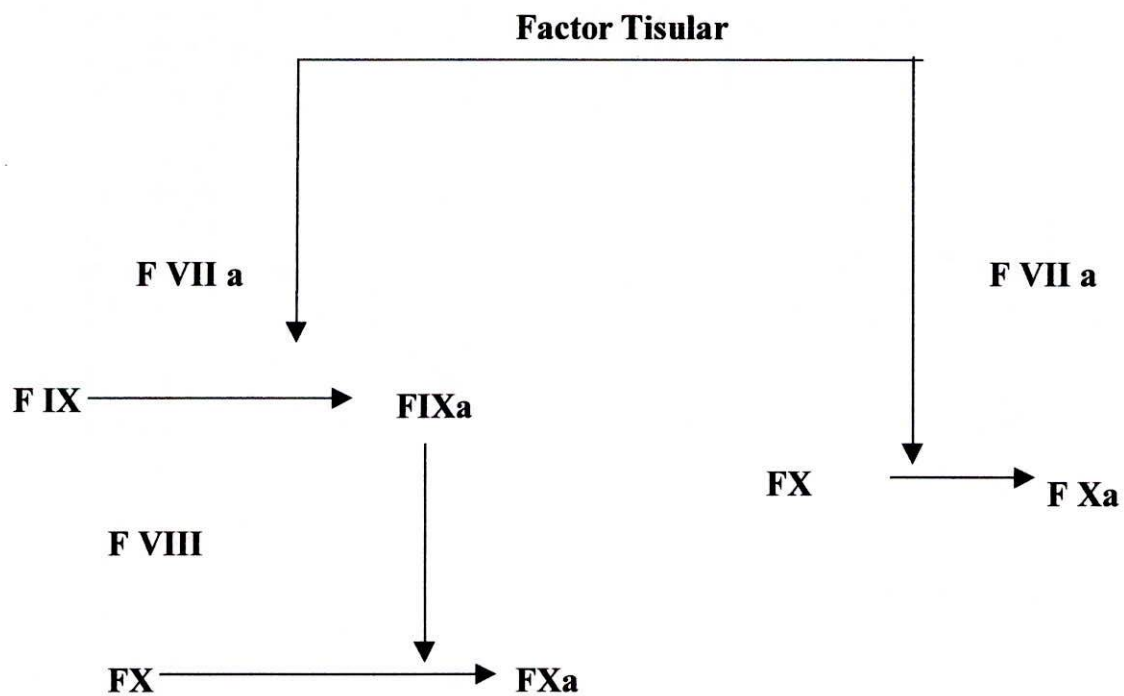 Factor Tisular
F VII a
F VII a
F IX
FIXa
FX
F Xa
F VIII
FX
FXa